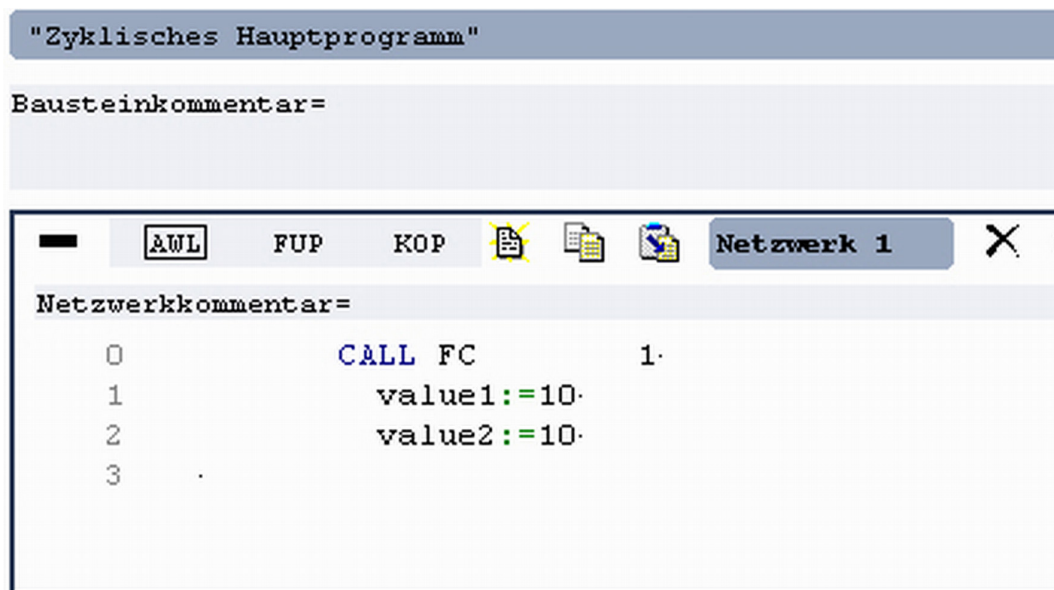 "Zyklisches Hauptprogramm"
Bausteinkommentar=
AWL FUP KOP Netzwerk 1
Netzwerkkommentar=
0 CALL FC 1
1 value1:=10
2 value2:=10
3